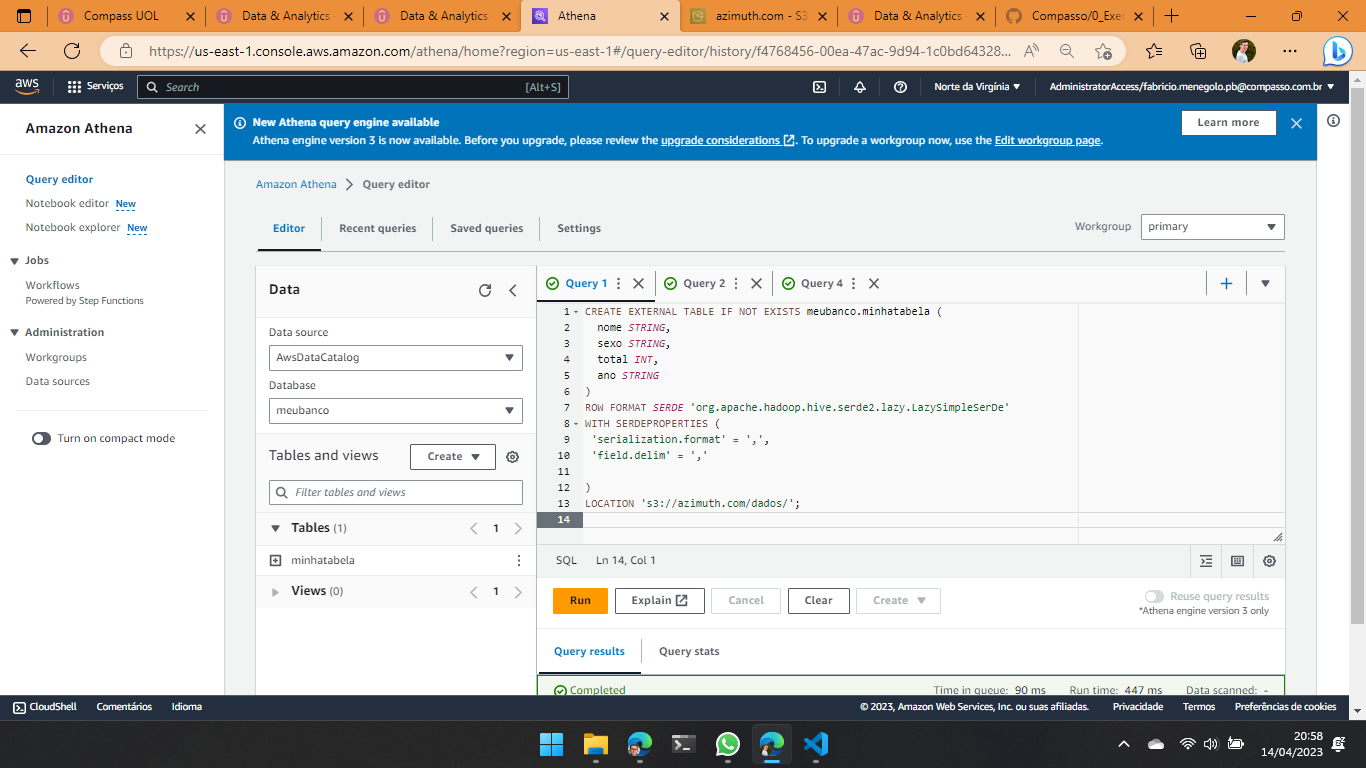 Compass UOL
Data & Analytics
Data & Analytics
Athena
azimuth.com - S3
Data & Analytics
Compasso/0_Exe
https://us-east-1.console.aws.amazon.com/athena/home?region=us-east-1#/query-editor/history/f4768456-00ea-47ac-9d94-1c0bd64328...
aws
Serviços
Search
[Alt+S]
Norte da Virgínia
AdministratorAccess/fabricio.menegolo.pb@compasso.com.br
Amazon Athena
Query editor
Notebook editor New
Notebook explorer New
Jobs
Workflows
Powered by Step Functions
Administration
Workgroups
Data sources
Turn on compact mode
New Athena query engine available
Athena engine version 3 is now available. Before you upgrade, please review the upgrade considerations. To upgrade a workgroup now, use the Edit workgroup page.
Learn more
Amazon Athena > Query editor
Editor
Recent queries
Saved queries
Settings
Workgroup
primary
Data
Data source
AwsDataCatalog
Database
meubanco
Tables and views
Create
Filter tables and views
Tables (1)
1
minhatabela
Views (0)
1
Query 1
Query 2
Query 4
1 CREATE EXTERNAL TABLE IF NOT EXISTS meubanco.minhatabela (
2 nome STRING,
3 sexo STRING,
4 total INT,
5 ano STRING
6 )
7 ROW FORMAT SERDE 'org.apache.hadoop.hive.serde2.lazy.LazySimpleSerDe'
8 WITH SERDEPROPERTIES (
9 'serialization.format' = ',',
10 'field.delim' = ','
11
12 )
13 LOCATION 's3://azimuth.com/dados/';
14
SQL Ln 14, Col 1
Run
Explain
Cancel
Clear
Create
Reuse query results
*Athena engine version 3 only
Query results
Query stats
Completed
Time in queue: 90 ms Run time: 447 ms Data scanned: -
CloudShell
Comentários
Idioma
© 2023, Amazon Web Services, Inc. ou suas afiliadas.
Privacidade
Termos
Preferências de cookies
20:58
14/04/2023